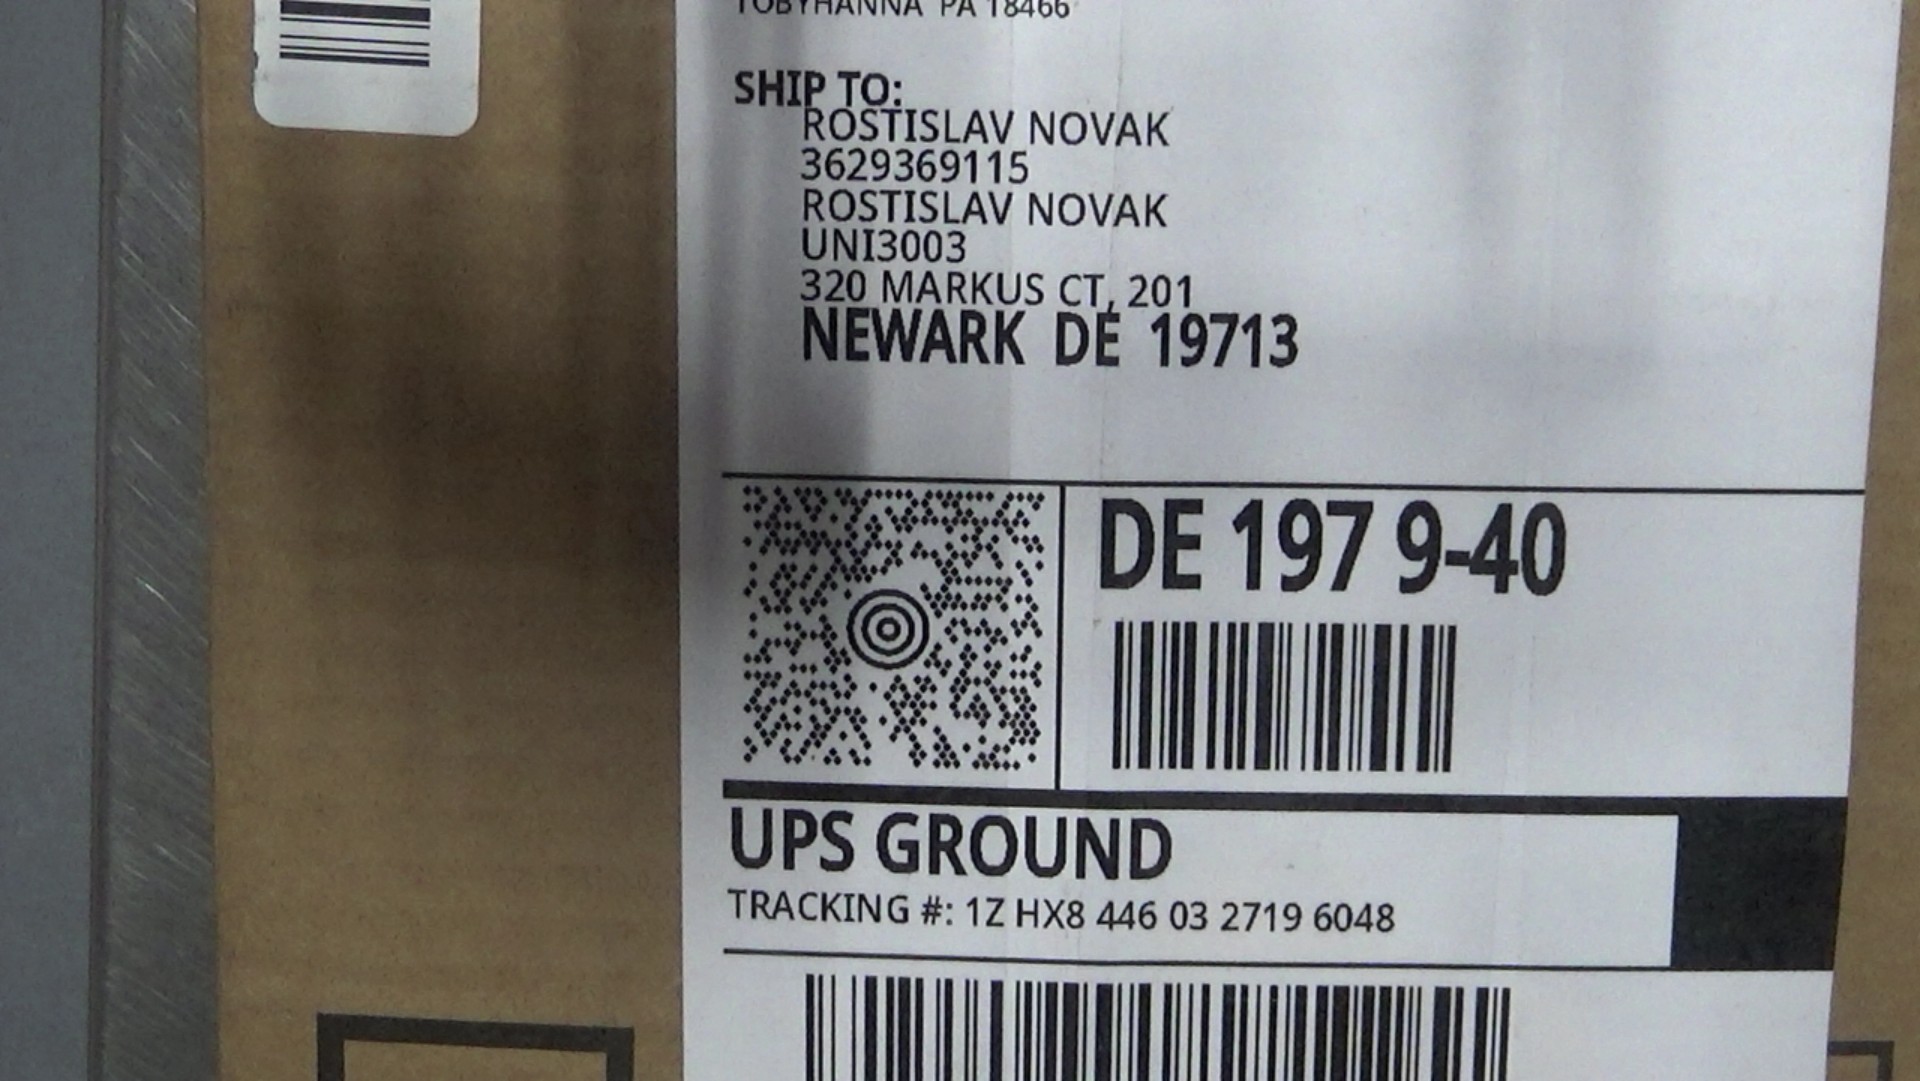 TOBYHANNA PA 18466
SHIP TO:
ROSTISLAV NOVAK
3629369115
ROSTISLAV NOVAK
UNI3003
320 MARKUS CT, 201
NEWARK DE 19713
DE 197 9-40
UPS GROUND
TRACKING #: 1Z HX8 446 03 2719 6048